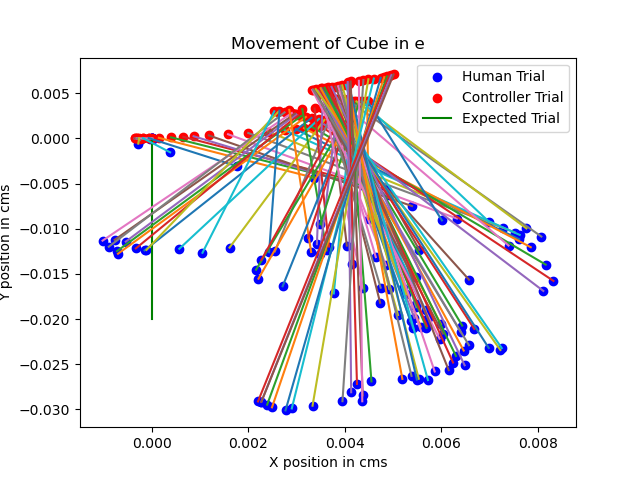 Movement of Cube in e
Human Trial
Controller Trial
Expected Trial
0.005
0.000
−0.005
−0.010
−0.015
−0.020
−0.025
−0.030
Y position in cms
0.000
0.002
0.004
0.006
0.008
X position in cms